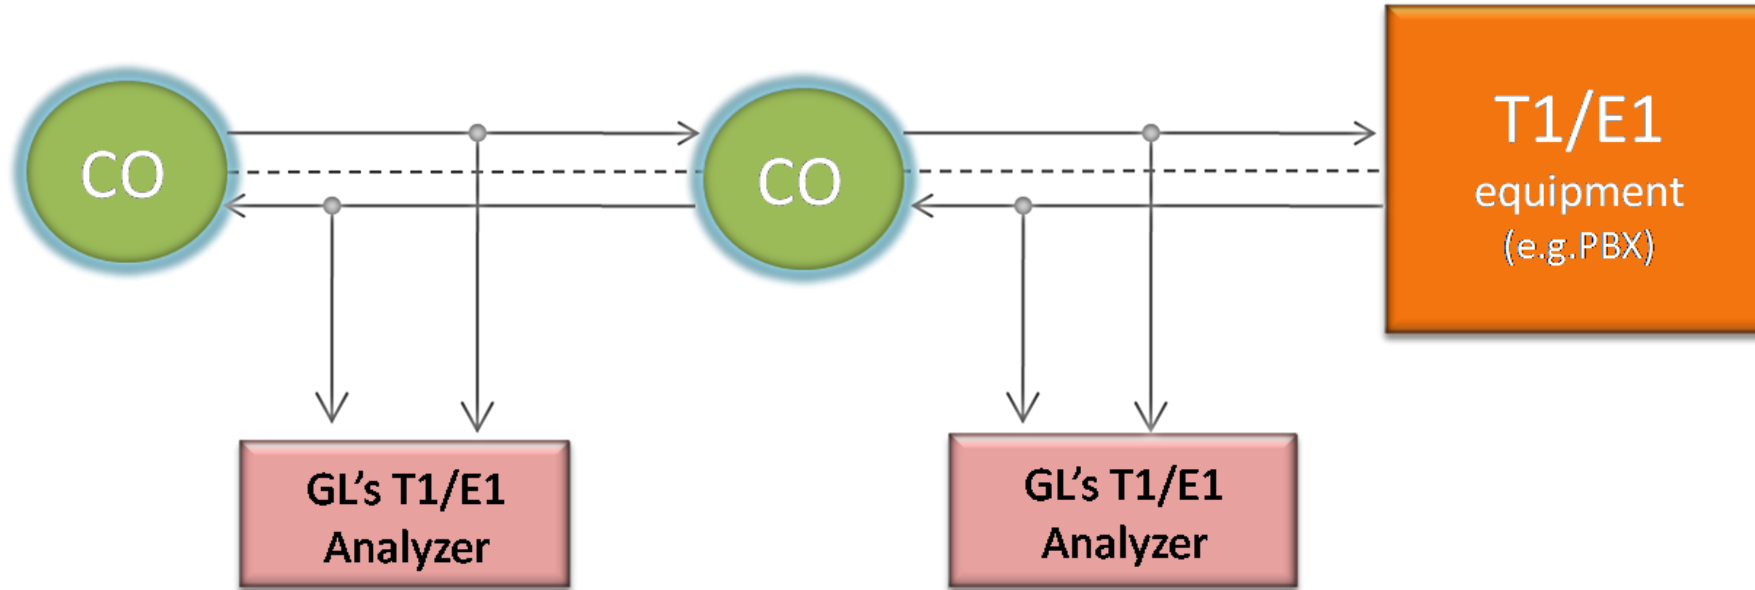 CO
CO
T1/E1
equipment
(e.g.PBX)
GL's T1/E1
Analyzer
GL's T1/E1
Analyzer